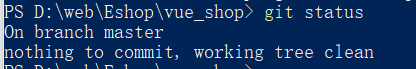 PS D:\web\Eshop\vue_shop> git status
On branch master
nothing to commit, working tree clean